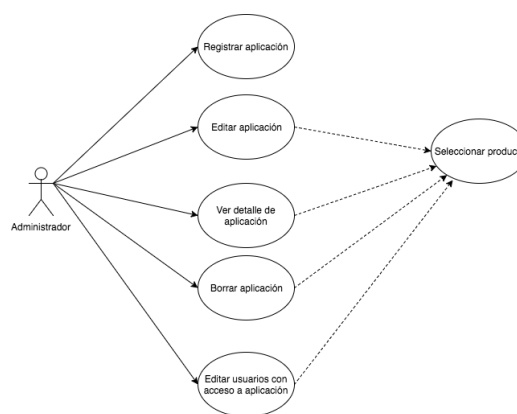 Registrar aplicación
Editar aplicación
Seleccionar produc
Ver detalle de
aplicación
Administrador
Borrar aplicación
Editar usuarios con
acceso a aplicación